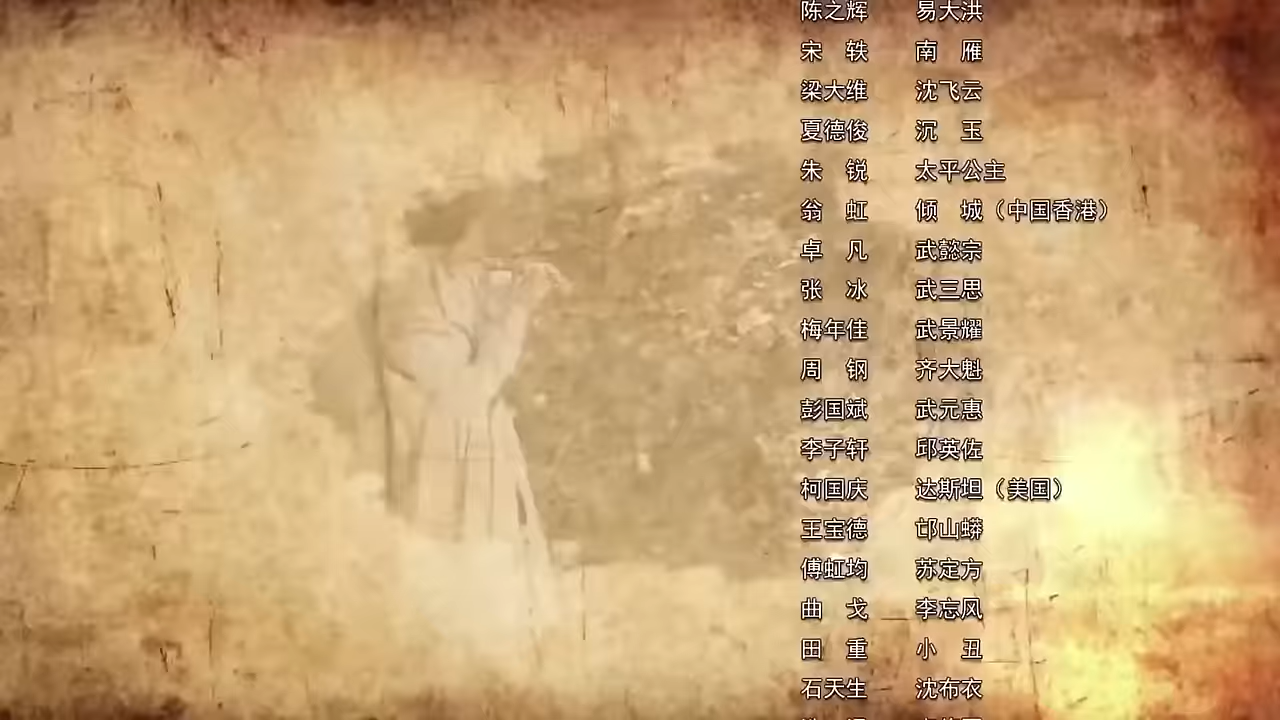 陈之辉 易大洪
宋 轶 南 雁
梁大维 沈飞云
夏德俊 沉 玉
朱 锐 太平公主
翁 虹 倾 城（中国香港）
卓 凡 武懿宗
张 冰 武三思
梅年佳 武景耀
周 钢 齐大魁
彭国斌 武元惠
李子轩 邱英佐
柯国庆 达斯坦（美国）
王宝德 邙山蟒
傅虹均 苏定方
曲 戈 李忘风
田 重 小 丑
石天生 沈布衣